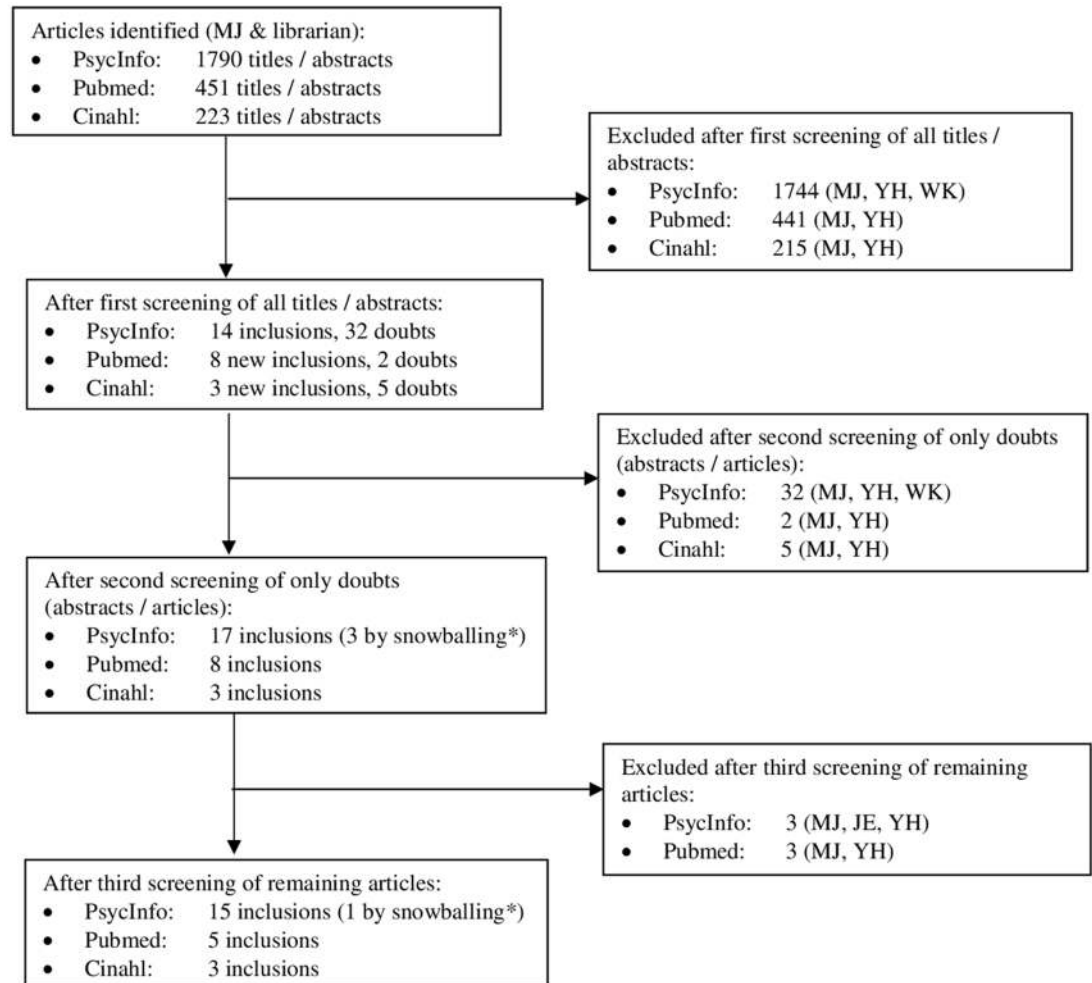 Articles identified (MJ & librarian):
• PsycInfo: 1790 titles / abstracts
• Pubmed: 451 titles / abstracts
• Cinahl: 223 titles / abstracts
Excluded after first screening of all titles /
abstracts:
• PsycInfo: 1744 (MJ, YH, WK)
• Pubmed: 441 (MJ, YH)
• Cinahl: 215 (MJ, YH)
After first screening of all titles / abstracts:
• PsycInfo: 14 inclusions, 32 doubts
• Pubmed: 8 new inclusions, 2 doubts
• Cinahl: 3 new inclusions, 5 doubts
Excluded after second screening of only doubts
(abstracts / articles):
• PsycInfo: 32 (MJ, YH, WK)
• Pubmed: 2 (MJ, YH)
• Cinahl: 5 (MJ, YH)
After second screening of only doubts
(abstracts / articles):
• PsycInfo: 17 inclusions (3 by snowballing*)
• Pubmed: 8 inclusions
• Cinahl: 3 inclusions
Excluded after third screening of remaining
articles:
• PsycInfo: 3 (MJ, JE, YH)
• Pubmed: 3 (MJ, YH)
After third screening of remaining articles:
• PsycInfo: 15 inclusions (1 by snowballing*)
• Pubmed: 5 inclusions
• Cinahl: 3 inclusions